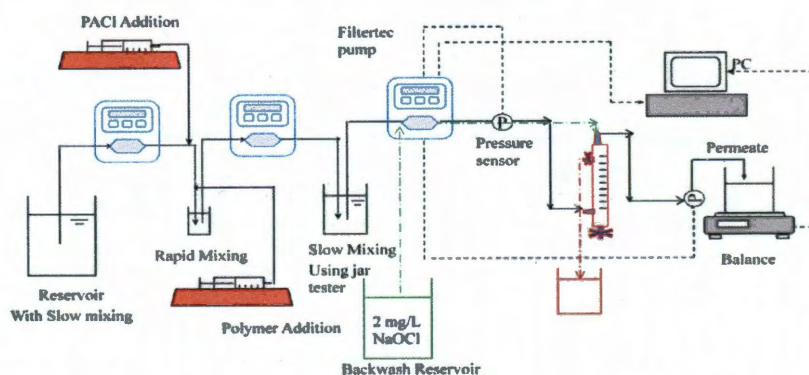 PACl Addition
Filtertec
pump
PC
P
Pressure
sensor
Permeate
P
Rapid Mixing
Slow Mixing
Using jar
tester
Balance
Reservoir
With Slow mixing
Polymer Addition
2 mg/L
NaOCl
Backwash Reservoir